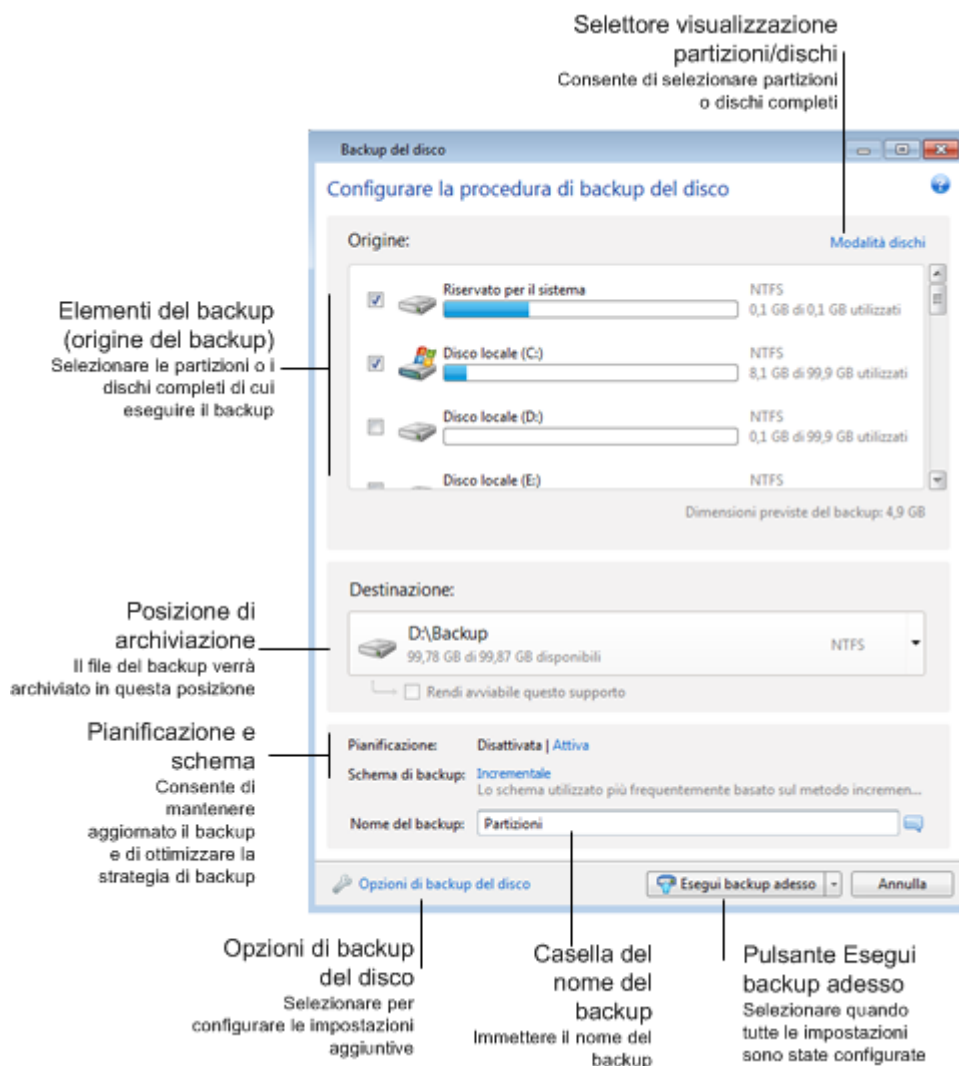 Selettore visualizzazione
partizioni/dischi
Consente di selezionare partizioni
o dischi completi
Backup del disco
Configurare la procedura di backup del disco
Origine:
Modalità dischi
Riservato per il sistema
NTFS
0,1 GB di 0,1 GB utilizzati
Disco locale (C:)
NTFS
8,1 GB di 99,9 GB utilizzati
Disco locale (D:)
NTFS
0,1 GB di 99,9 GB utilizzati
Disco locale (E:)
NTFS
Dimensioni previste del backup: 4,9 GB
Elementi del backup
(origine del backup)
Selezionare le partizioni o i
dischi completi di cui
eseguire il backup
Destinazione:
D:\Backup
99,78 GB di 99,87 GB disponibili
NTFS
Rendi avviabile questo supporto
Posizione di
archiviazione
Il file del backup verrà
archiviato in questa posizione
Pianificazione e
schema
Consente di
mantenere
aggiornato il backup
e di ottimizzare la
strategia di backup
Pianificazione: Disattivata | Attiva
Schema di backup: Incrementale
Lo schema utilizzato più frequentemente basato sul metodo incremen...
Nome del backup: Partizioni
Opzioni di backup del disco
Esegui backup adesso
Annulla
Opzioni di backup
del disco
Selezionare per
configurare le impostazioni
aggiuntive
Casella del
nome del
backup
Immettere il nome del
backup
Pulsante Esegui
backup adesso
Selezionare quando
tutte le impostazioni
sono state configurate